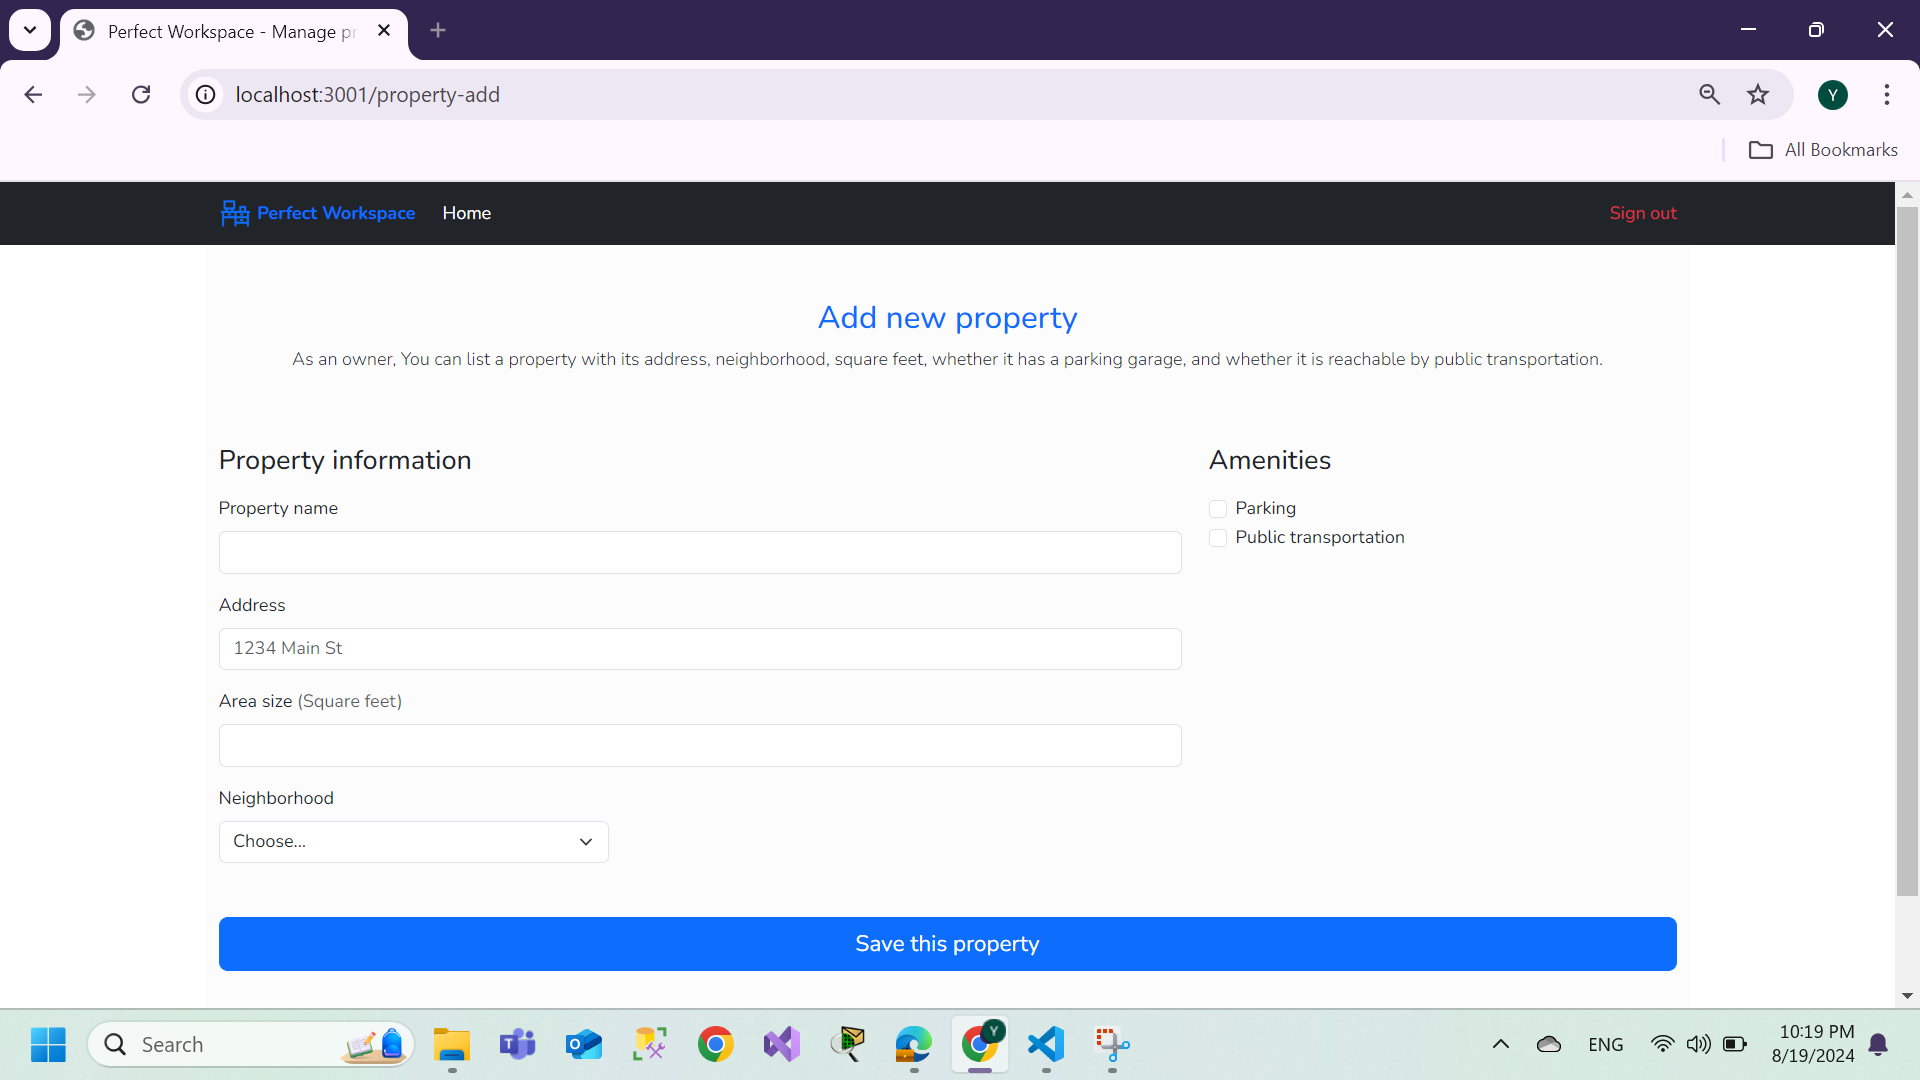 Perfect Workspace - Manage pr
localhost:3001/property-add
Y
All Bookmarks
Perfect Workspace
Home
Sign out
Add new property
As an owner, You can list a property with its address, neighborhood, square feet, whether it has a parking garage, and whether it is reachable by public transportation.
Property information
Amenities
Property name
Parking
Public transportation
Address
1234 Main St
Area size (Square feet)
Neighborhood
Choose...
Save this property
Search
Y
ENG
10:19 PM
8/19/2024